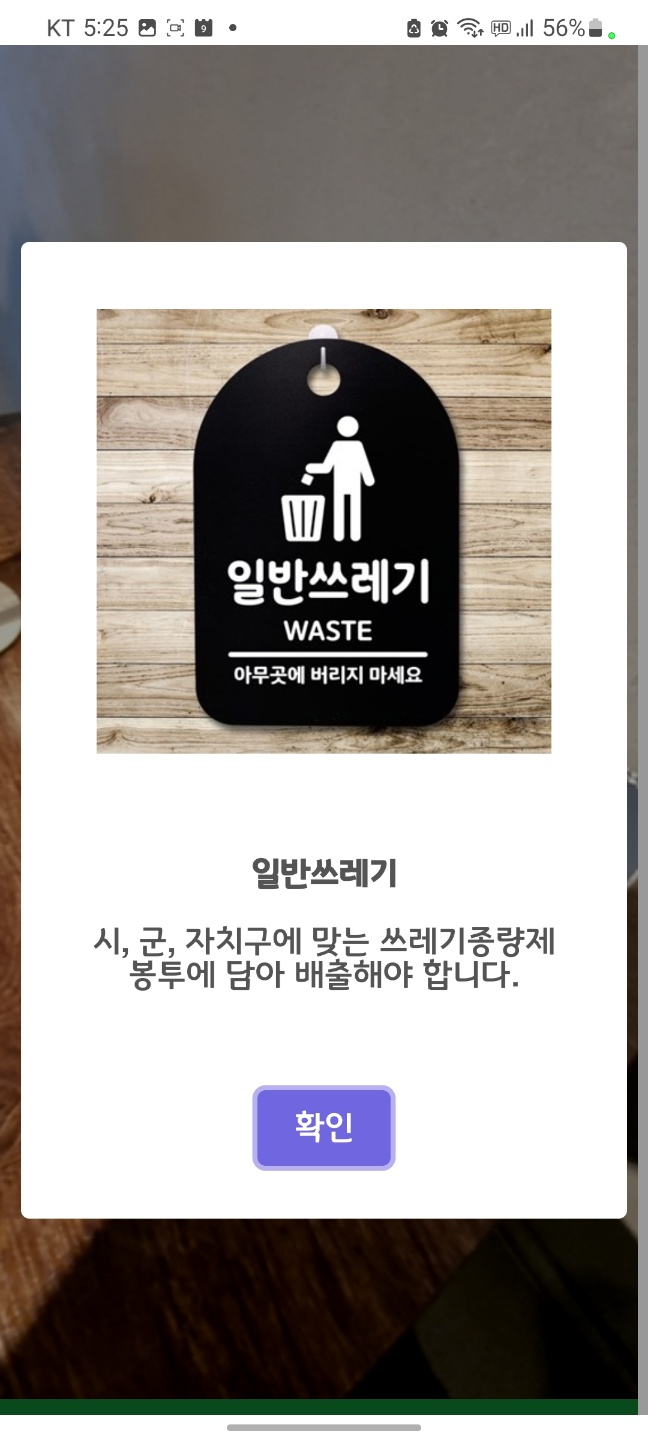 KT 5:25 9 HD 56%
일반쓰레기
WASTE
아무곳에 버리지 마세요
일반쓰레기
시, 군, 자치구에 맞는 쓰레기종량제
봉투에 담아 배출해야 합니다.
확인